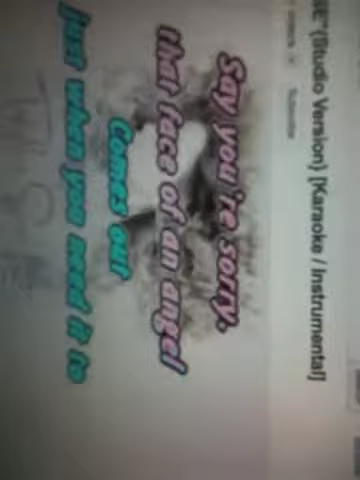 (Studio Version) [Karaoke / Instrumental]
Subscribe
Say you're sorry,
that face of an angel
Comes out
just when you need it to